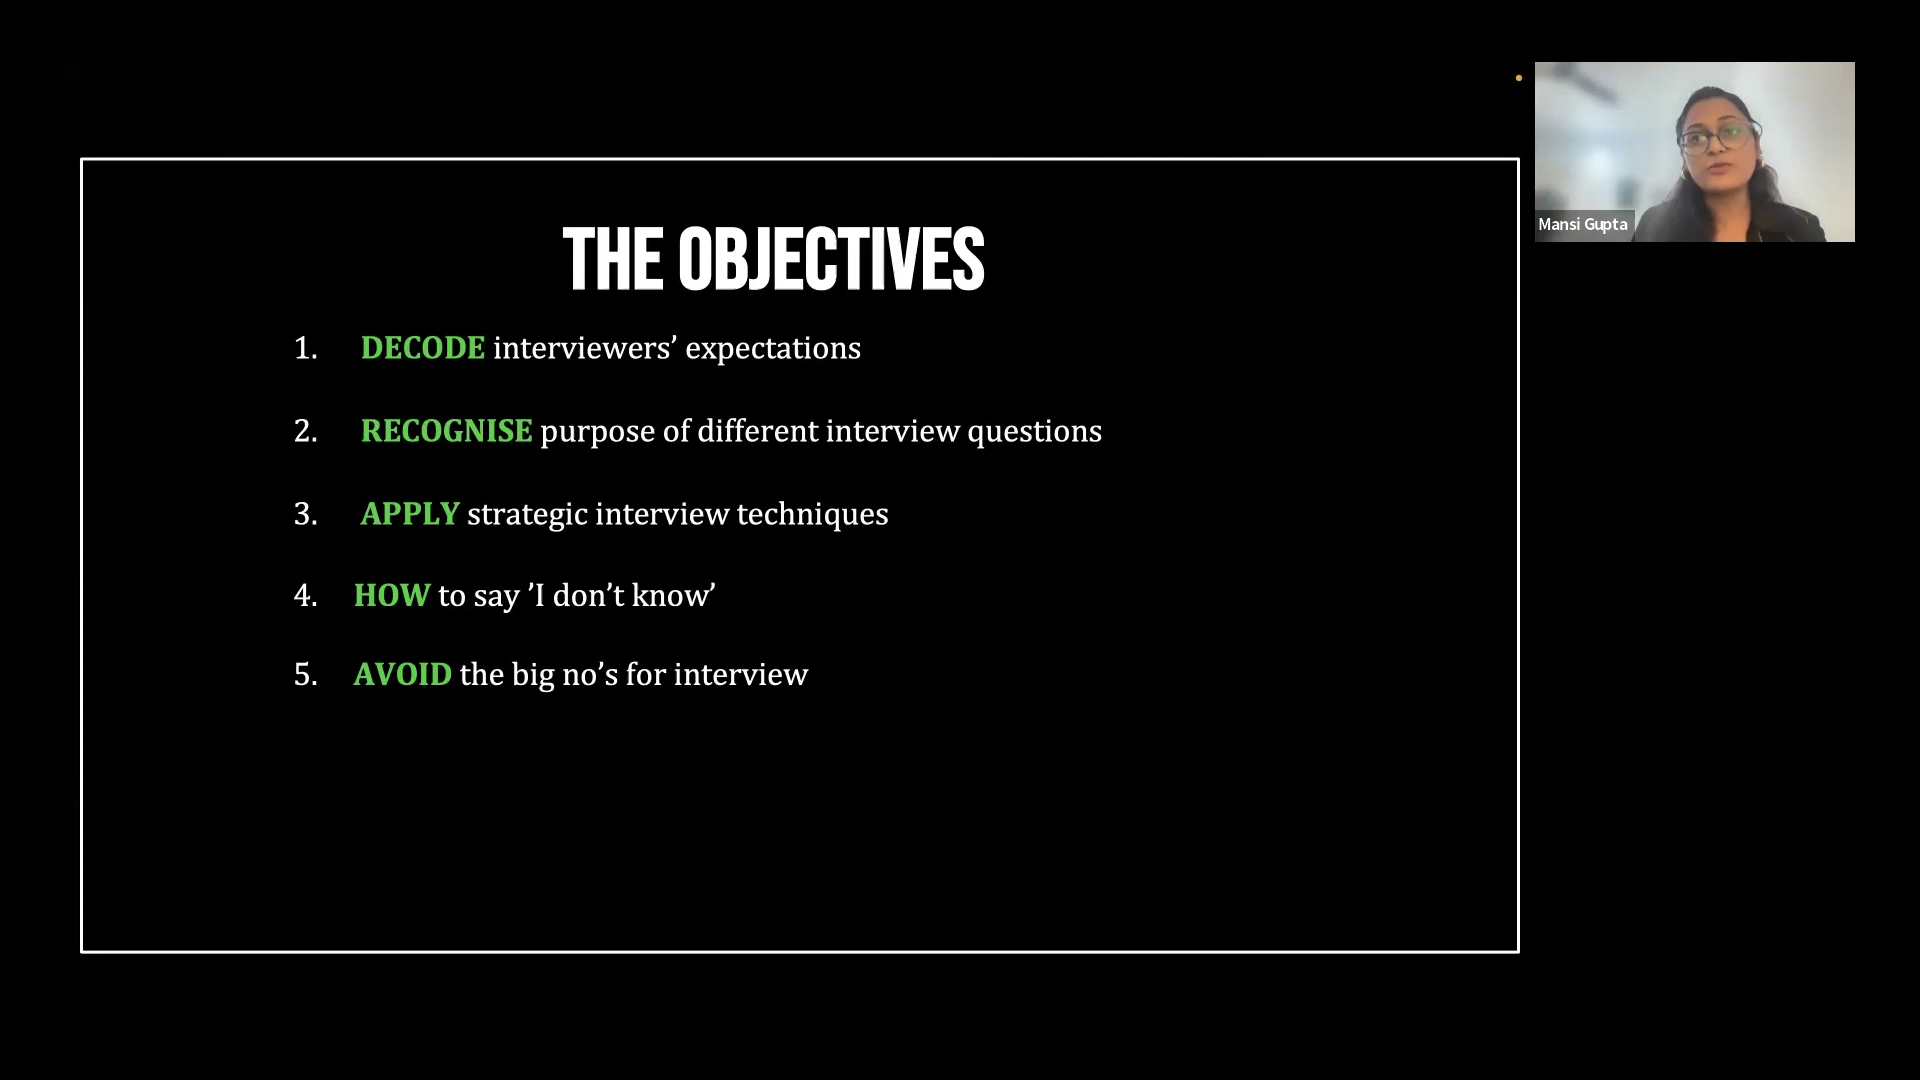 THE OBJECTIVES
1. DECODE interviewers’ expectations
2. RECOGNISE purpose of different interview questions
3. APPLY strategic interview techniques
4. HOW to say ’I don’t know’
5. AVOID the big no’s for interview
Mansi Gupta